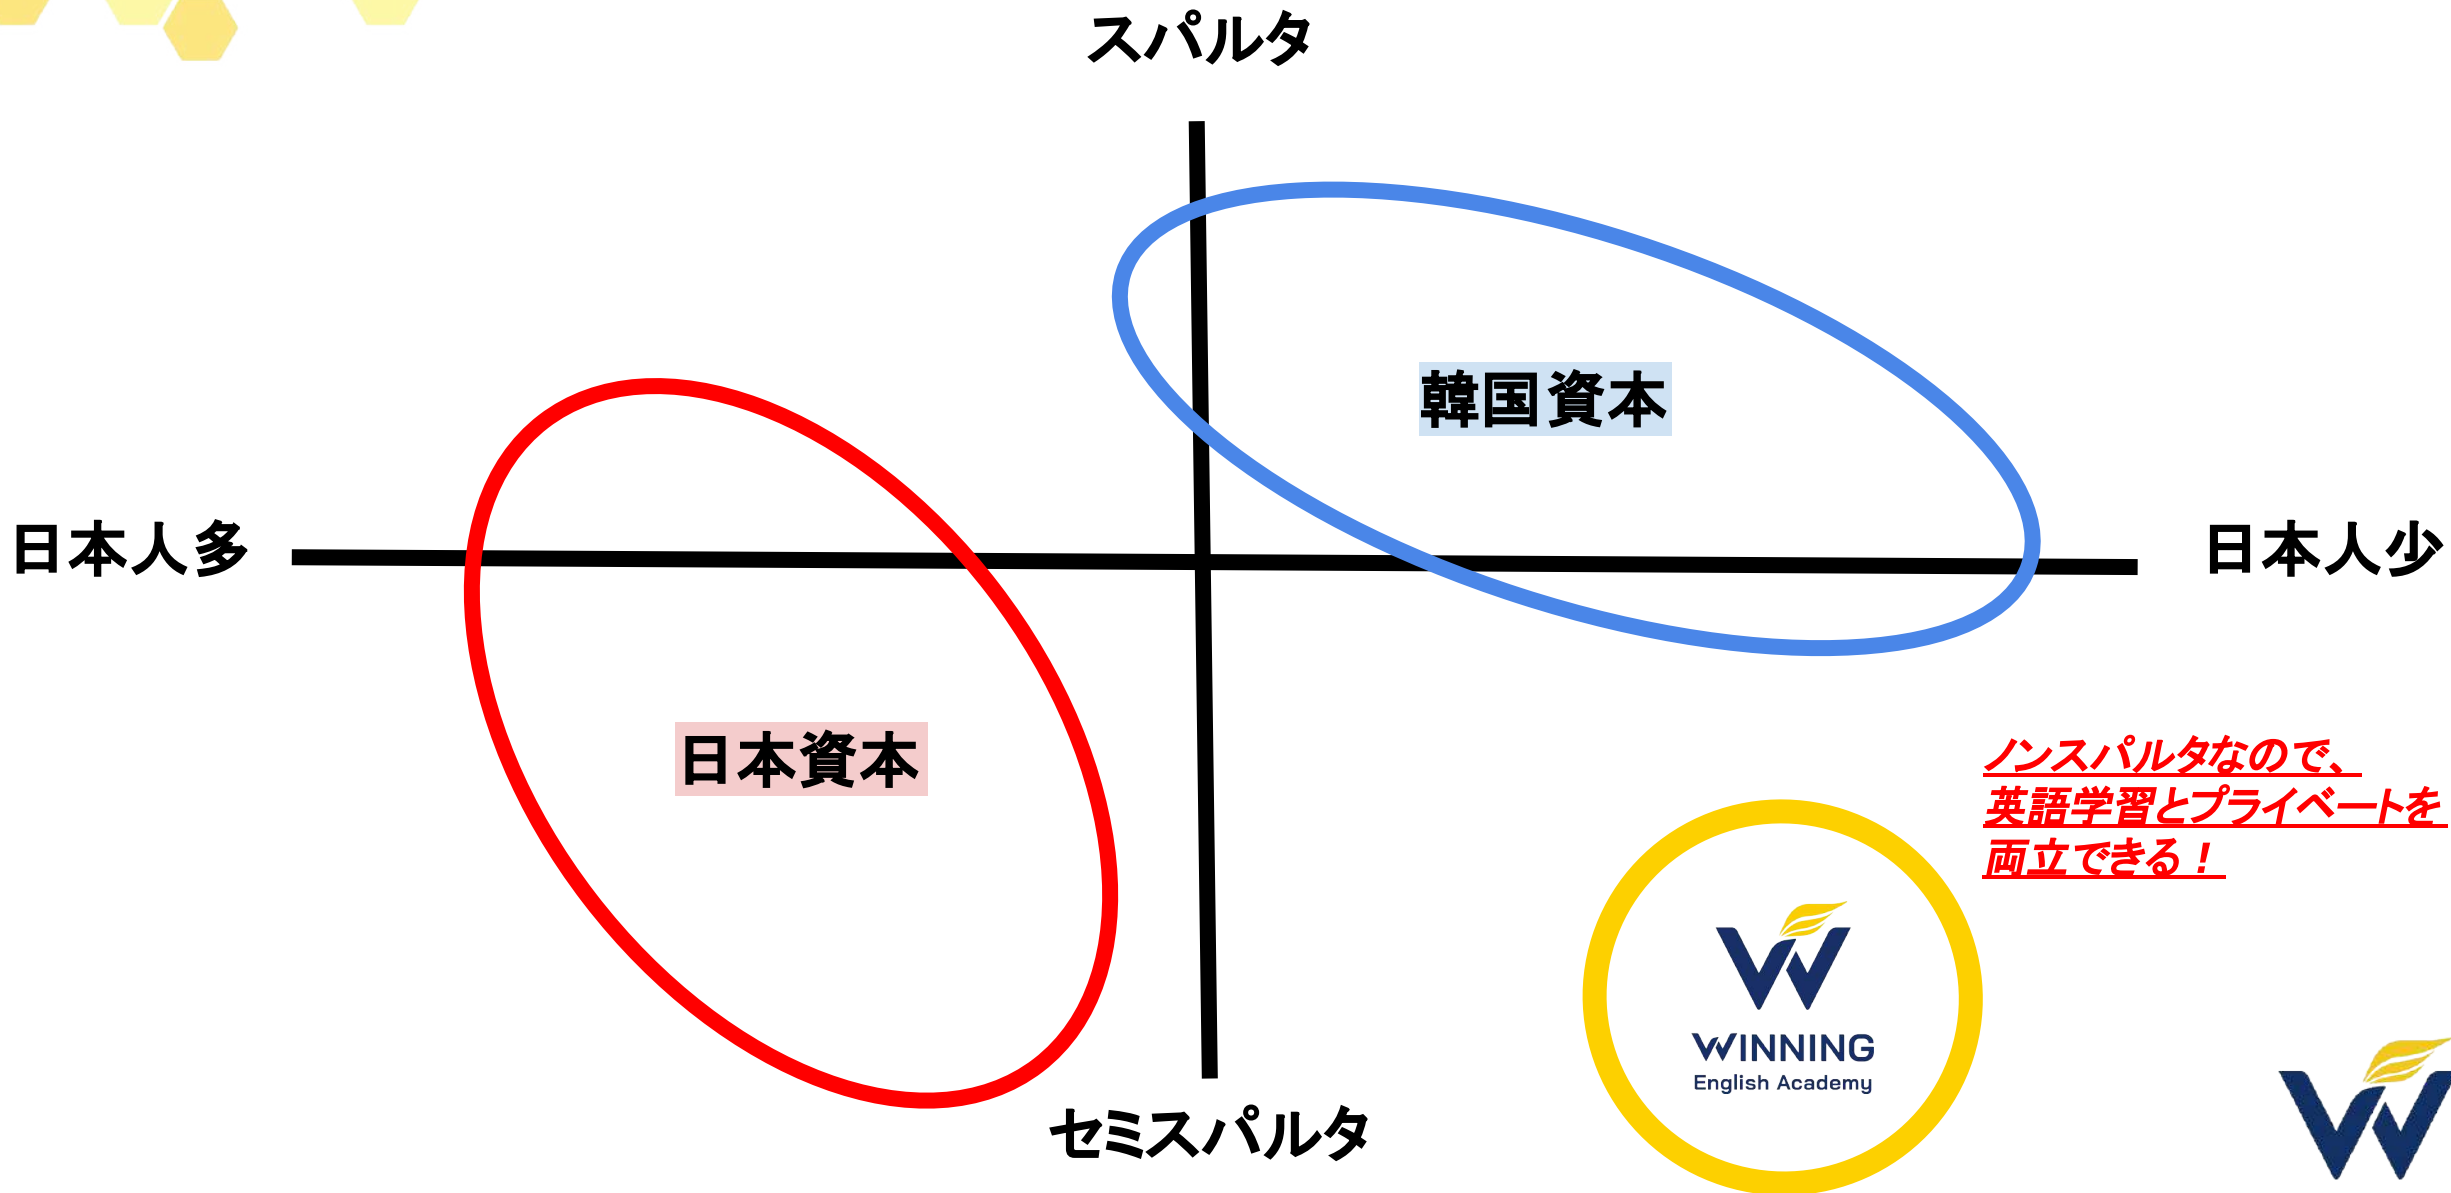 スパルタ
韓国資本
日本人多
日本人少
日本資本
ノンスパルタなので、
英語学習とプライベートを
両立できる！
WINNING
English Academy
セミスパルタ